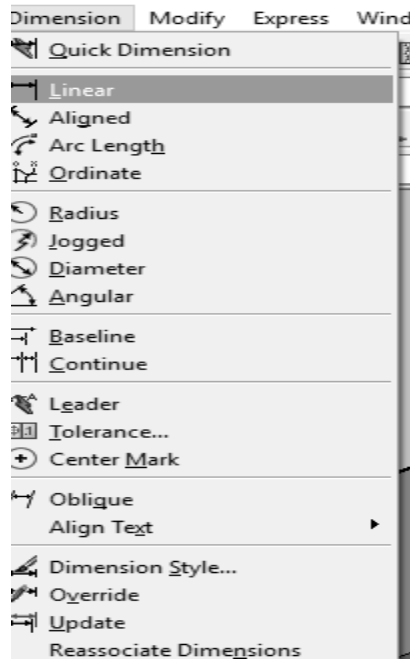 Dimension Modify Express Wind
Quick Dimension
Linear
Aligned
Arc Length
Ordinate
Radius
Jogged
Diameter
Angular
Baseline
Continue
Leader
Tolerance...
Center Mark
Oblique
Align Text
Dimension Style...
Override
Update
Reassociate Dimensions